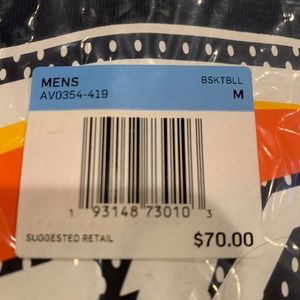 MENS BSKTBLL
AV0354-419 M
1 93148 73010 3
SUGGESTED RETAIL $70.00